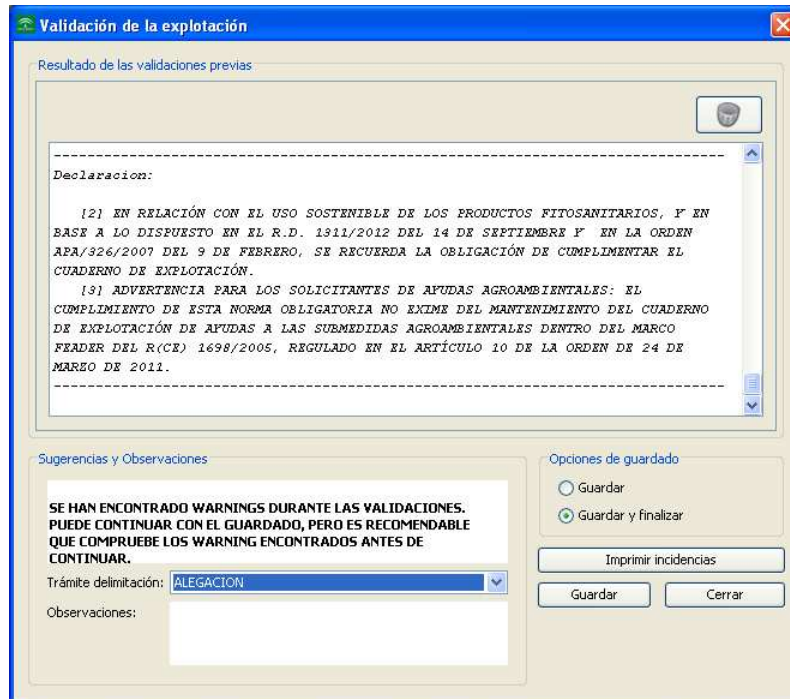 Validación de la explotación
Resultado de las validaciones previas
--------------------------------------------------------------------------------
Declaracion:
[2] EN RELACIÓN CON EL USO SOSTENIBLE DE LOS PRODUCTOS FITOSANITARIOS, Y EN
BASE A LO DISPUESTO EN EL R.D. 1311/2012 DEL 14 DE SEPTIEMBRE Y EN LA ORDEN
APA/326/2007 DEL 9 DE FEBRERO, SE RECUERDA LA OBLIGACIÓN DE CUMPLIMENTAR EL
CUADERNO DE EXPLOTACIÓN.
[3] ADVERTENCIA PARA LOS SOLICITANTES DE AYUDAS AGROAMBIENTALES: EL
CUMPLIMIENTO DE ESTA NORMA OBLIGATORIA NO EXIME DEL MANTENIMIENTO DEL CUADERNO
DE EXPLOTACIÓN DE AYUDAS A LAS SUBMEDIDAS AGROAMBIENTALES DENTRO DEL MARCO
FEADER DEL R(CE) 1698/2005, REGULADO EN EL ARTÍCULO 10 DE LA ORDEN DE 24 DE
MARZO DE 2011.
--------------------------------------------------------------------------------
Sugerencias y Observaciones
SE HAN ENCONTRADO WARNINGS DURANTE LAS VALIDACIONES.
PUEDE CONTINUAR CON EL GUARDADO, PERO ES RECOMENDABLE
QUE COMPRUEBE LOS WARNING ENCONTRADOS ANTES DE
CONTINUAR.
Trámite delimitación: ALEGACION
Observaciones:
Opciones de guardado
Guardar
Guardar y finalizar
Imprimir incidencias
Guardar Cerrar